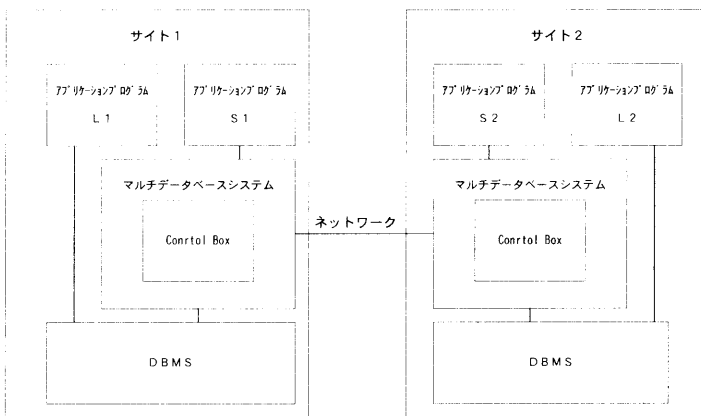 サイト1
サイト2
アプリケーションプログラム
L1
アプリケーションプログラム
S1
アプリケーションプログラム
S2
アプリケーションプログラム
L2
マルチデータベースシステム
マルチデータベースシステム
Conrtol Box
ネットワーク
Conrtol Box
DBMS
DBMS